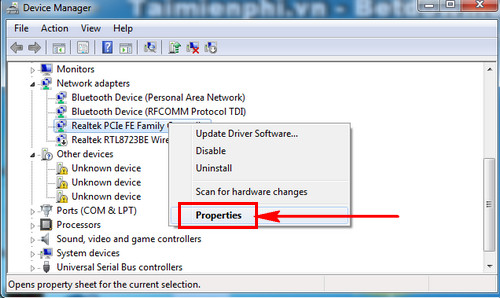 Taimienphi.vn - Betdownl
Device Manager
File Action View Help
Monitors
Network adapters
Bluetooth Device (Personal Area Network)
Bluetooth Device (RFCOMM Protocol TDI)
Realtek PCIe FE Family
Realtek RTL8723BE Wire
Other devices
Unknown device
Unknown device
Unknown device
Ports (COM & LPT)
Processors
Sound, video and game controllers
System devices
Universal Serial Bus controllers
Update Driver Software...
Disable
Uninstall
Scan for hardware changes
Properties
Opens property sheet for the current selection.